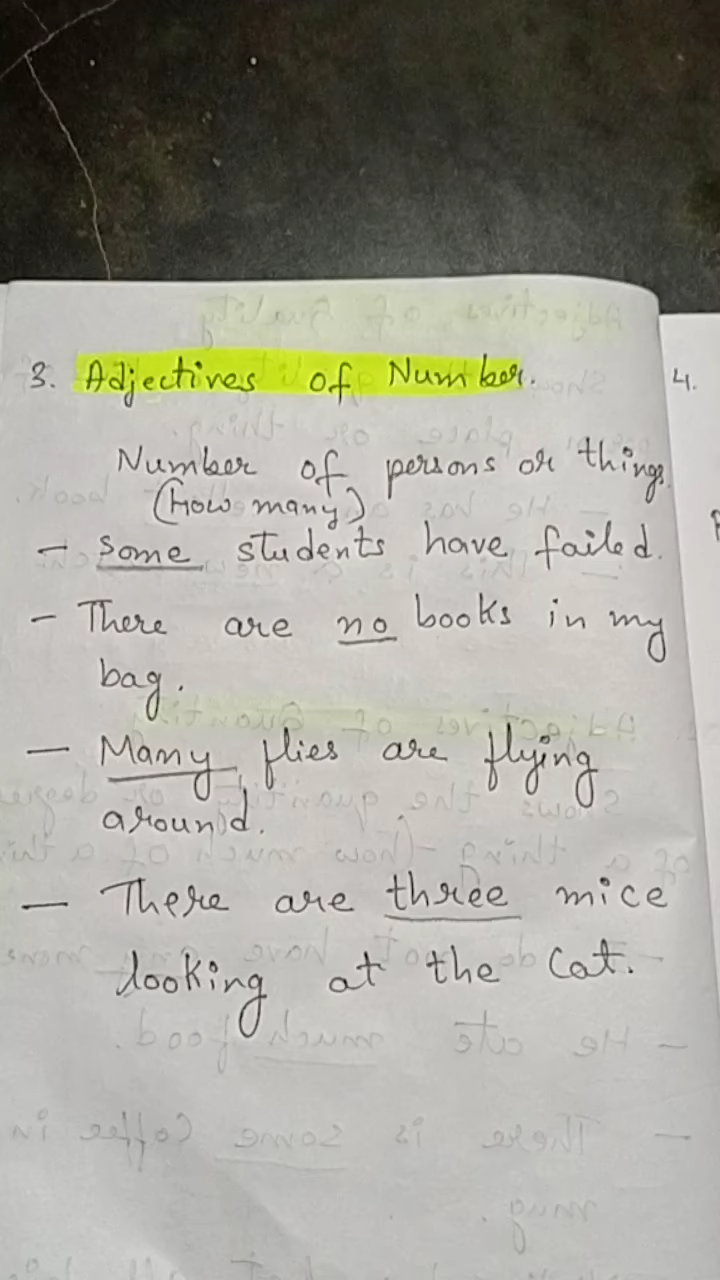 3. Adjectives of Number.
4.
Number of persons or things.
(How many)
- Some students have failed.
- There are no books in my
bag.
- Many flies are flying
around.
- There are three mice
looking at the cat.